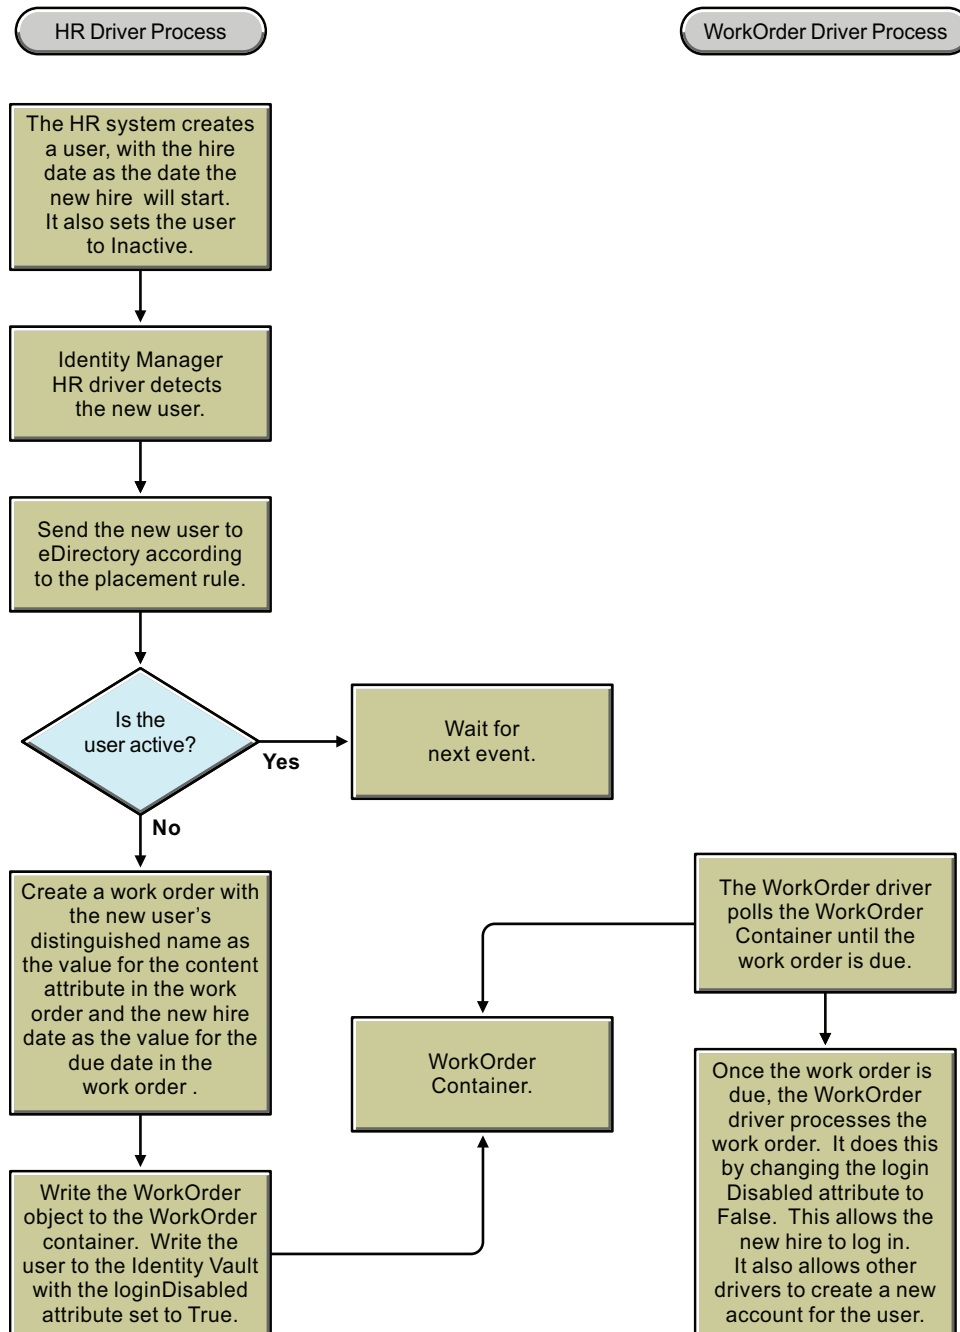 HR Driver Process
WorkOrder Driver Process
The HR system creates
a user, with the hire
date as the date the
new hire will start.
It also sets the user
to Inactive.
Identity Manager
HR driver detects
the new user.
Send the new user to
eDirectory according
to the placement rule.
Is the
user active?
Yes
Wait for
next event.
No
Create a work order with
the new user's
distinguished name as
the value for the content
attribute in the work
order and the new hire
date as the value for the
due date in the
work order .
Write the WorkOrder
object to the WorkOrder
container. Write the
user to the Identity Vault
with the loginDisabled
attribute set to True.
WorkOrder
Container.
The WorkOrder driver
polls the WorkOrder
Container until the
work order is due.
Once the work order is
due, the WorkOrder
driver processes the
work order. It does this
by changing the login
Disabled attribute to
False. This allows the
new hire to log in.
It also allows other
drivers to create a new
account for the user.